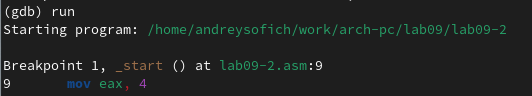 (gdb) run
Starting program: /home/andreysofich/work/arch-pc/lab09/lab09-2
Breakpoint 1, _start () at lab09-2.asm:9
9 mov eax, 4